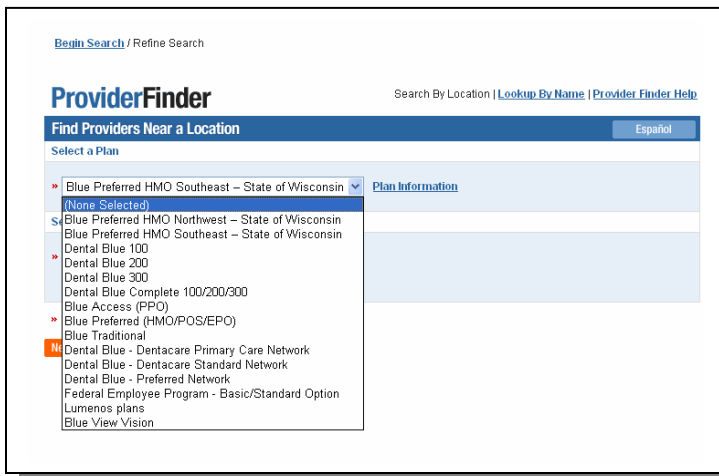 Begin Search / Refine Search
ProviderFinder
Search By Location | Lookup By Name | Provider Finder Help
Find Providers Near a Location
Español
Select a Plan
Blue Preferred HMO Southeast – State of Wisconsin
Plan Information
(None Selected)
Blue Preferred HMO Northwest – State of Wisconsin
Blue Preferred HMO Southeast – State of Wisconsin
Dental Blue 100
Dental Blue 200
Dental Blue 300
Dental Blue Complete 100/200/300
Blue Access (PPO)
Blue Preferred (HMO/POS/EPO)
Blue Traditional
Dental Blue - Dentacare Primary Care Network
Dental Blue - Dentacare Standard Network
Dental Blue - Preferred Network
Federal Employee Program - Basic/Standard Option
Lumenos plans
Blue View Vision